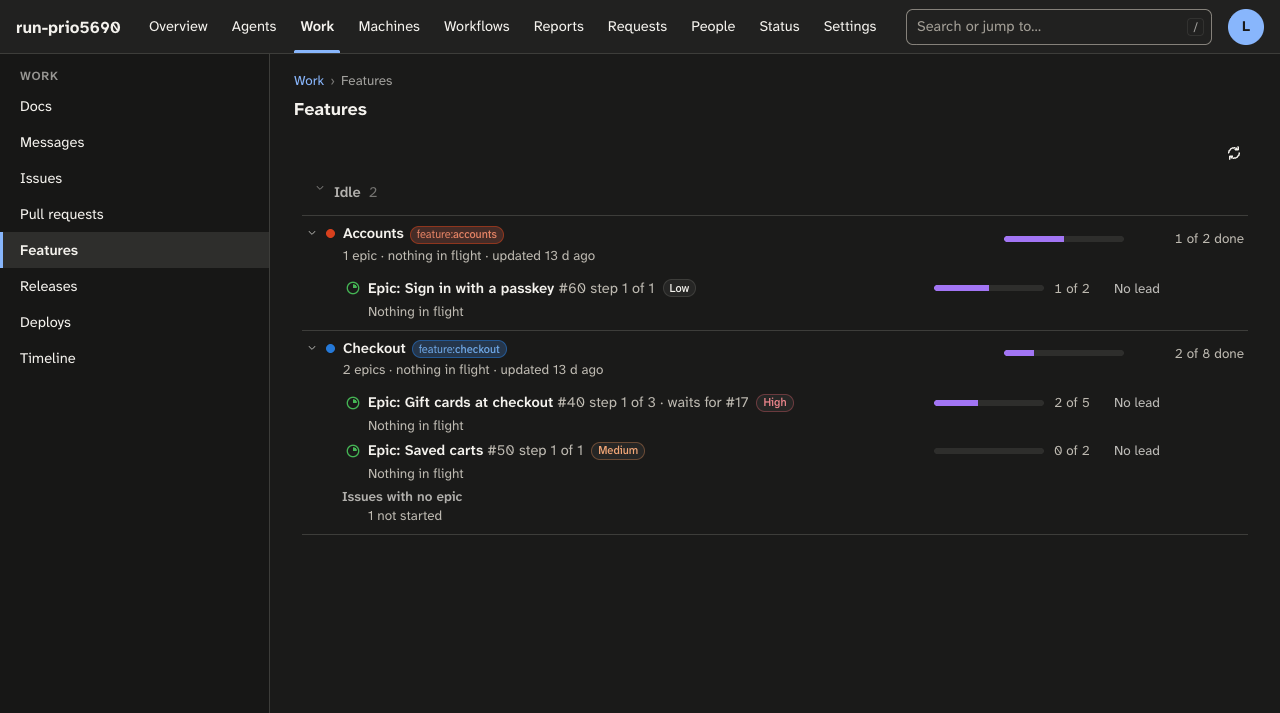 run-prio5690 Overview Agents Work Machines Workflows Reports Requests People Status Settings Search or jump to... / L
WORK
Docs
Messages
Issues
Pull requests
Features
Releases
Deploys
Timeline
Work › Features
Features
Idle 2
Accounts feature:accounts 1 of 2 done
1 epic · nothing in flight · updated 13 d ago
Epic: Sign in with a passkey #60 step 1 of 1 Low 1 of 2 No lead
Nothing in flight
Checkout feature:checkout 2 of 8 done
2 epics · nothing in flight · updated 13 d ago
Epic: Gift cards at checkout #40 step 1 of 3 · waits for #17 High 2 of 5 No lead
Nothing in flight
Epic: Saved carts #50 step 1 of 1 Medium 0 of 2 No lead
Nothing in flight
Issues with no epic
1 not started